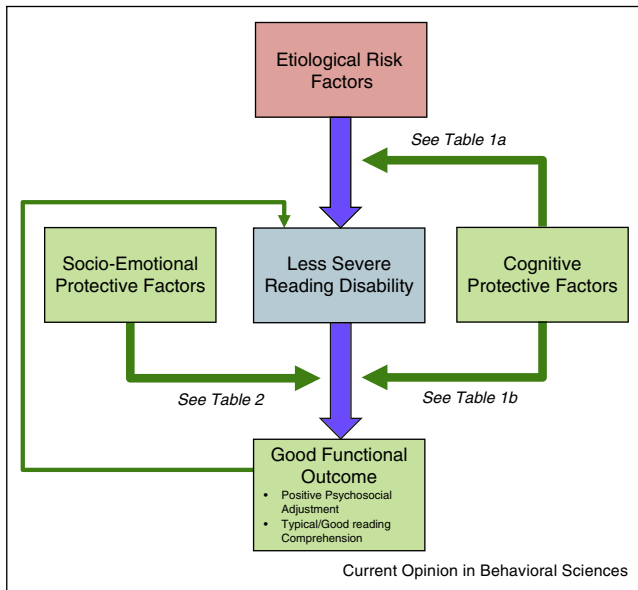 Etiological Risk
Factors
See Table 1a
Socio-Emotional
Protective Factors
Less Severe
Reading Disability
Cognitive
Protective Factors
See Table 2
See Table 1b
Good Functional
Outcome
• Positive Psychosocial
Adjustment
• Typical/Good reading
Comprehension
Current Opinion in Behavioral Sciences